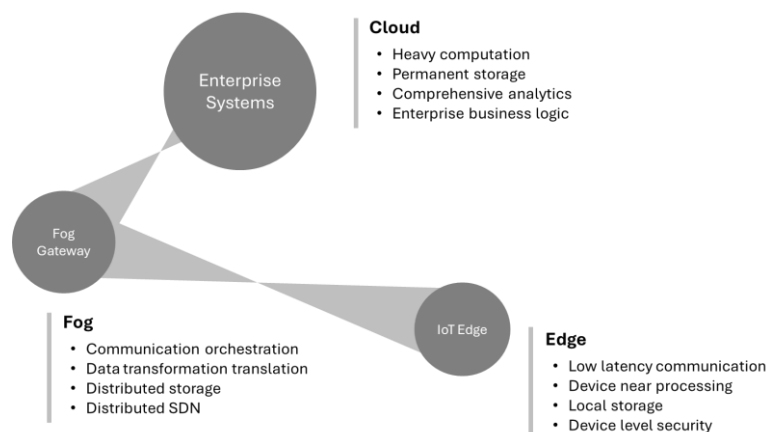 Enterprise
Systems
Cloud
• Heavy computation
• Permanent storage
• Comprehensive analytics
• Enterprise business logic
Fog
Gateway
Fog
• Communication orchestration
• Data transformation translation
• Distributed storage
• Distributed SDN
IoT Edge
Edge
• Low latency communication
• Device near processing
• Local storage
• Device level security